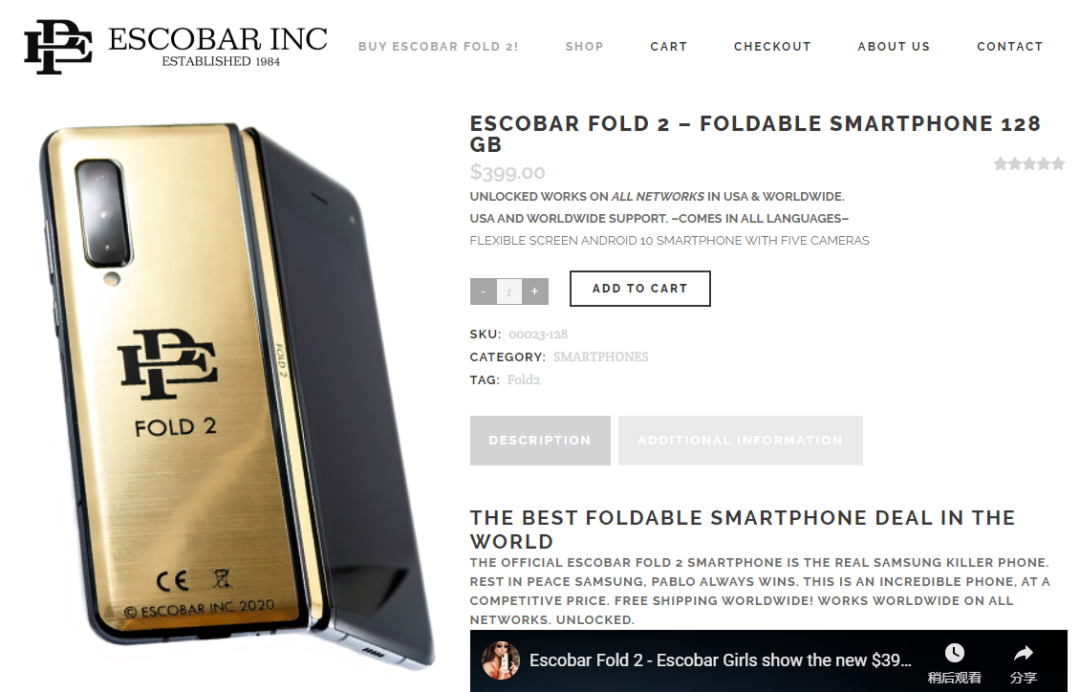 PE ESCOBAR INC
ESTABLISHED 1984
BUY ESCOBAR FOLD 2! SHOP CART CHECKOUT ABOUT US CONTACT
PE
FOLD 2
FOLD 2
CE
© ESCOBAR INC 2020
ESCOBAR FOLD 2 – FOLDABLE SMARTPHONE 128
GB
$399.00
UNLOCKED WORKS ON ALL NETWORKS IN USA & WORLDWIDE.
USA AND WORLDWIDE SUPPORT. –COMES IN ALL LANGUAGES–
FLEXIBLE SCREEN ANDROID 10 SMARTPHONE WITH FIVE CAMERAS
- 1 + ADD TO CART
SKU: 00023-128
CATEGORY: SMARTPHONES
TAG: Fold2
DESCRIPTION ADDITIONAL INFORMATION
THE BEST FOLDABLE SMARTPHONE DEAL IN THE
WORLD
THE OFFICIAL ESCOBAR FOLD 2 SMARTPHONE IS THE REAL SAMSUNG KILLER PHONE.
REST IN PEACE SAMSUNG, PABLO ALWAYS WINS. THIS IS AN INCREDIBLE PHONE, AT A
COMPETITIVE PRICE. FREE SHIPPING WORLDWIDE! WORKS WORLDWIDE ON ALL
NETWORKS. UNLOCKED.
Escobar Fold 2 - Escobar Girls show the new $39...
稍后观看 分享